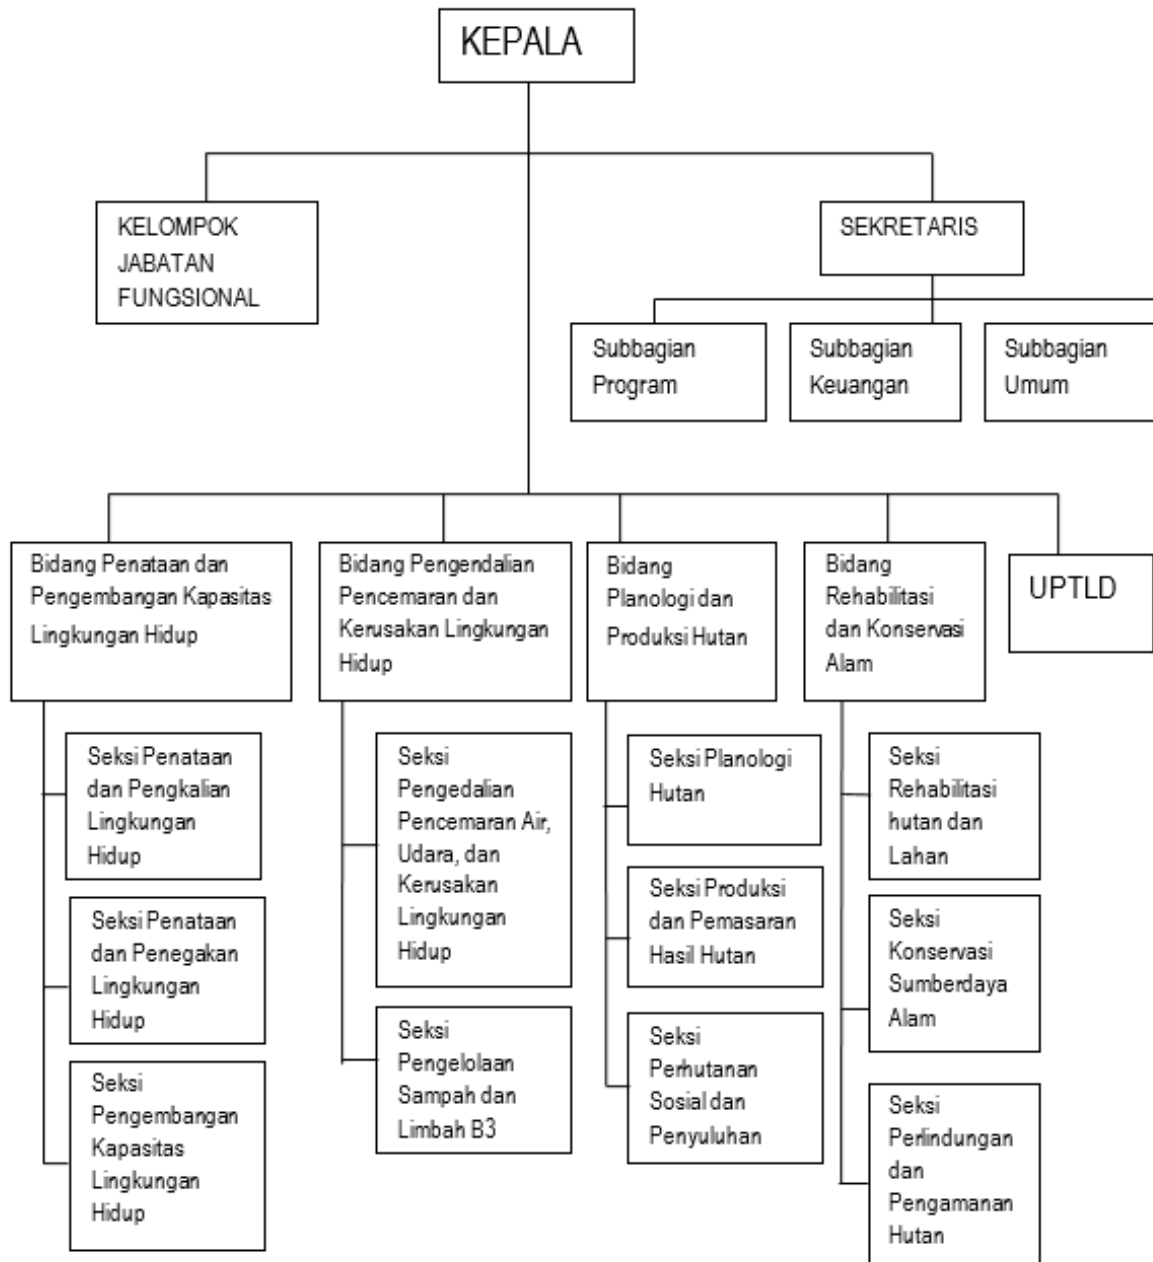 KEPALA
KELOMPOK
JABATAN
FUNGSIONAL
SEKRETARIS
Subbagian
Program
Subbagian
Keuangan
Subbagian
Umum
Bidang Penataan dan
Pengembangan Kapasitas
Lingkungan Hidup
Bidang Pengendalian
Pencemaran dan
Kerusakan Lingkungan
Hidup
Bidang
Planologi dan
Produksi Hutan
Bidang
Rehabilitasi
dan Konservasi
Alam
UPTLD
Seksi Penataan
dan Pengkalian
Lingkungan
Hidup
Seksi Penataan
dan Penegakan
Lingkungan
Hidup
Seksi
Pengembangan
Kapasitas
Lingkungan
Hidup
Seksi
Pengedalian
Pencemaran Air,
Udara, dan
Kerusakan
Lingkungan
Hidup
Seksi
Pengelolaan
Sampah dan
Limbah B3
Seksi Planologi
Hutan
Seksi Produksi
dan Pemasaran
Hasil Hutan
Seksi
Perhutanan
Sosial dan
Penyuluhan
Seksi
Rehabilitasi
hutan dan
Lahan
Seksi
Konservasi
Sumberdaya
Alam
Seksi
Perlindungan
dan
Pengamanan
Hutan